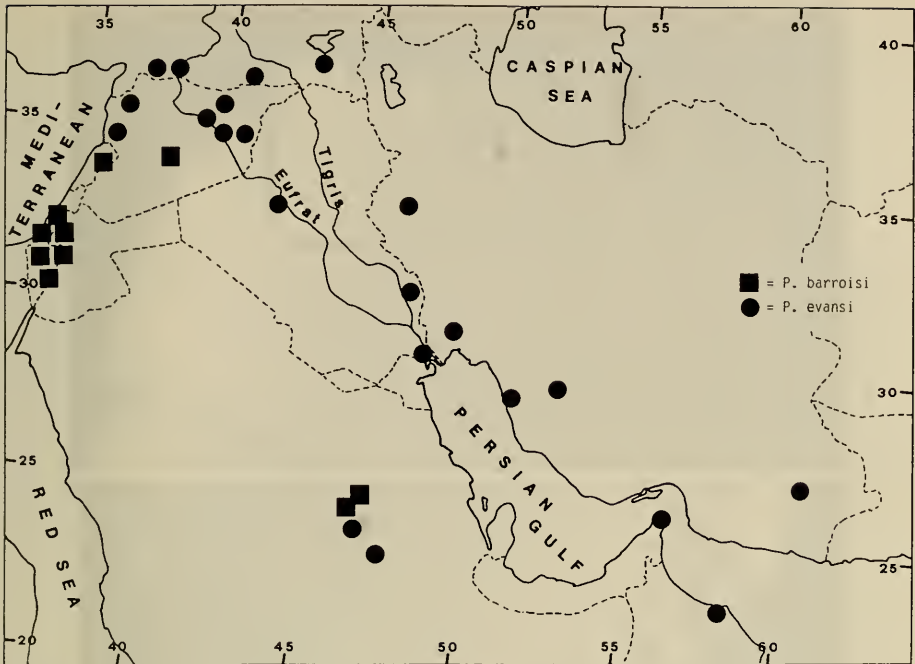 35 40 45 50 55 60
40
CASPIAN
SEA
MEDI-
TERRANEAN
35
Tigris
Eufrat
35
30
■ = P. barroisi
● = P. evansi
30
PERSIAN
GULF
25
RED SEA
25
20
40 45 50 55 60